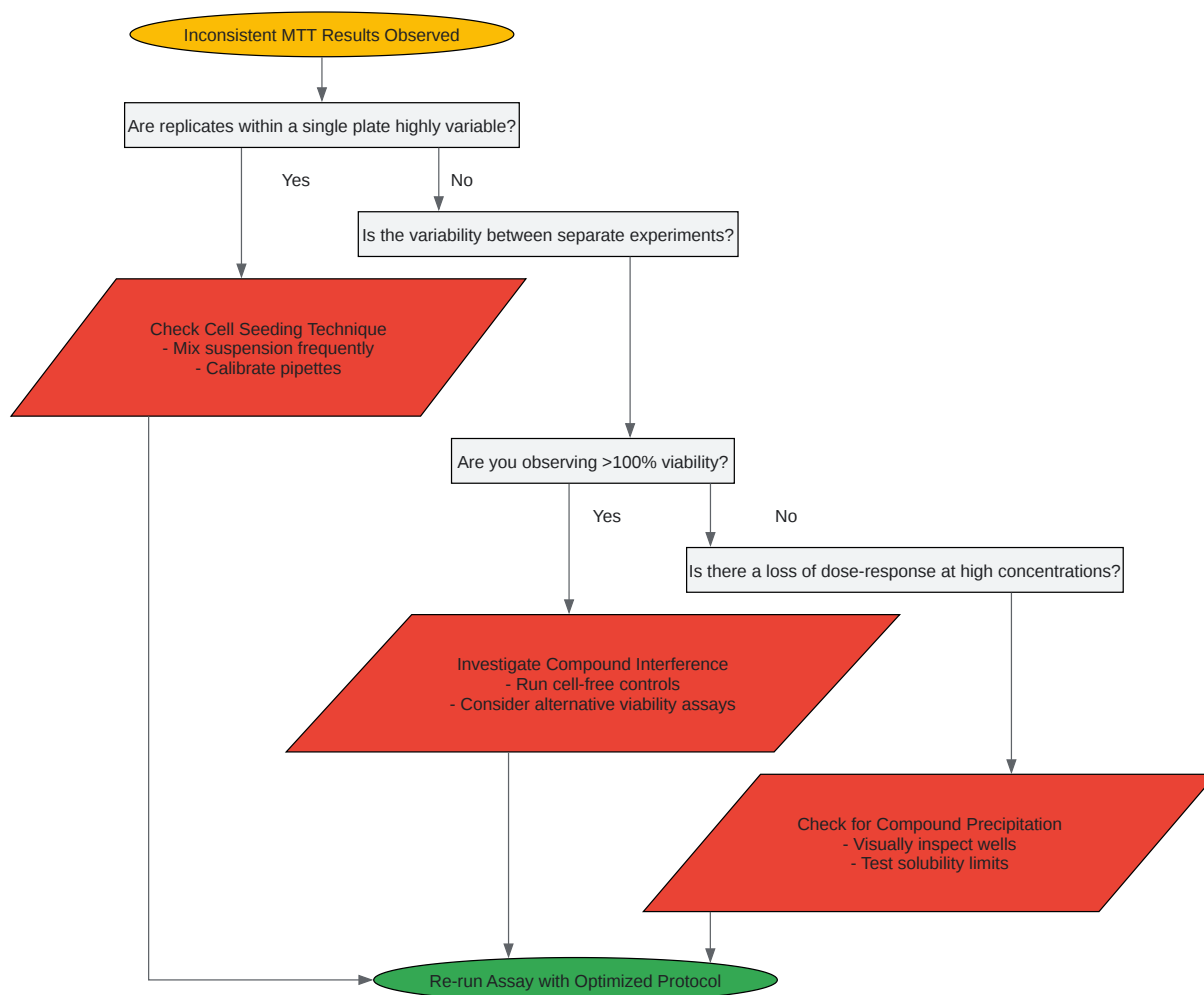 Inconsistent MTT Results Observed
Are replicates within a single plate highly variable?
Yes
No
Is the variability between separate experiments?
Check Cell Seeding Technique
- Mix suspension frequently
- Calibrate pipettes
Are you observing >100% viability?
Yes
No
Is there a loss of dose-response at high concentrations?
Investigate Compound Interference
- Run cell-free controls
- Consider alternative viability assays
Check for Compound Precipitation
- Visually inspect wells
- Test solubility limits
Re-run Assay with Optimized Protocol